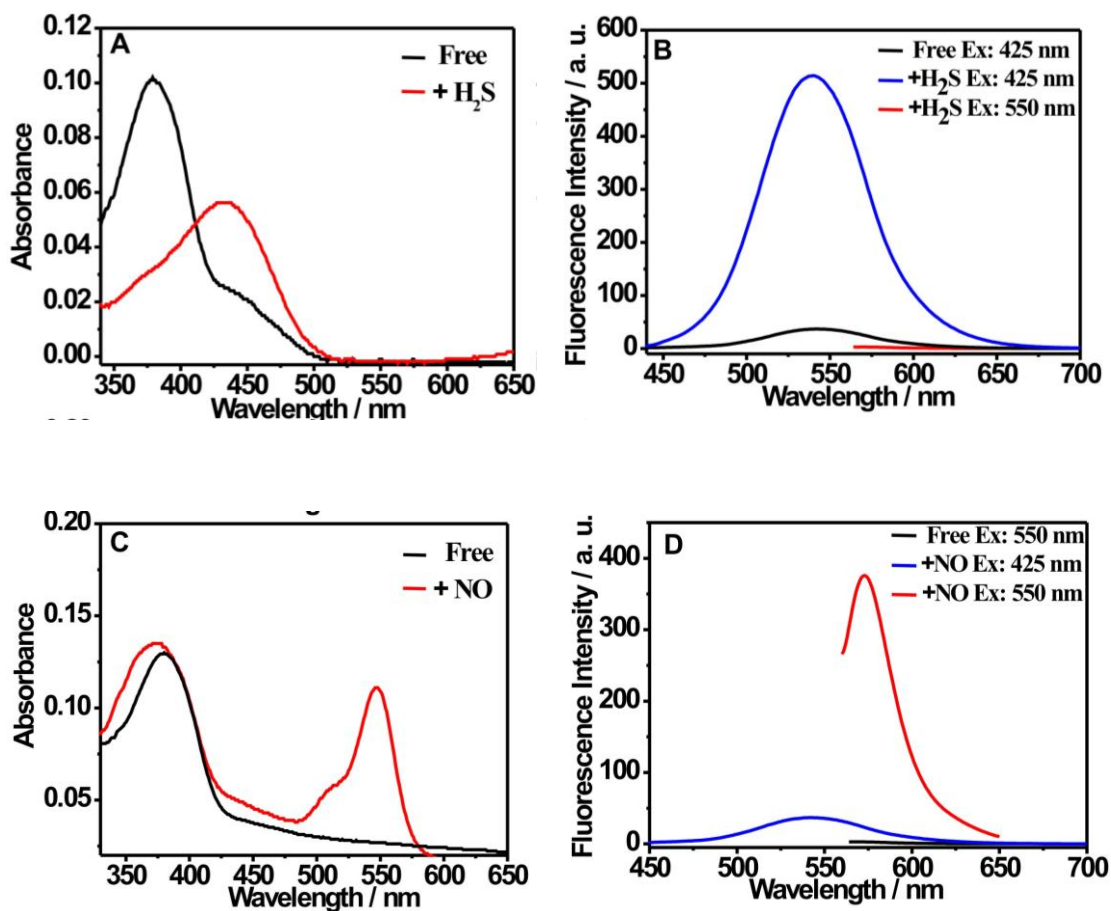 A
Free
+ H₂S
0.12
0.10
0.08
0.06
0.04
0.02
0.00
Absorbance
350 400 450 500 550 600 650
Wavelength / nm
B
Free Ex: 425 nm
+H₂S Ex: 425 nm
+H₂S Ex: 550 nm
600
500
400
300
200
100
0
Fluorescence Intensity / a. u.
450 500 550 600 650 700
Wavelength / nm
C
Free
+ NO
0.20
0.15
0.10
0.05
Absorbance
350 400 450 500 550 600 650
Wavelength / nm
D
Free Ex: 550 nm
+NO Ex: 425 nm
+NO Ex: 550 nm
400
300
200
100
0
Fluorescence Intensity / a. u.
450 500 550 600 650 700
Wavelength / nm